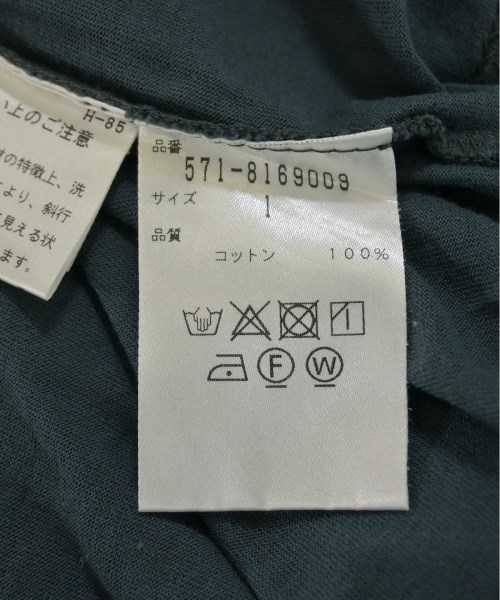 い上のご注意
H-85
の特徴上、洗
より、斜行
見える状
ます。
品番
571-8169009
サイズ
1
品質
コットン 100%
F W